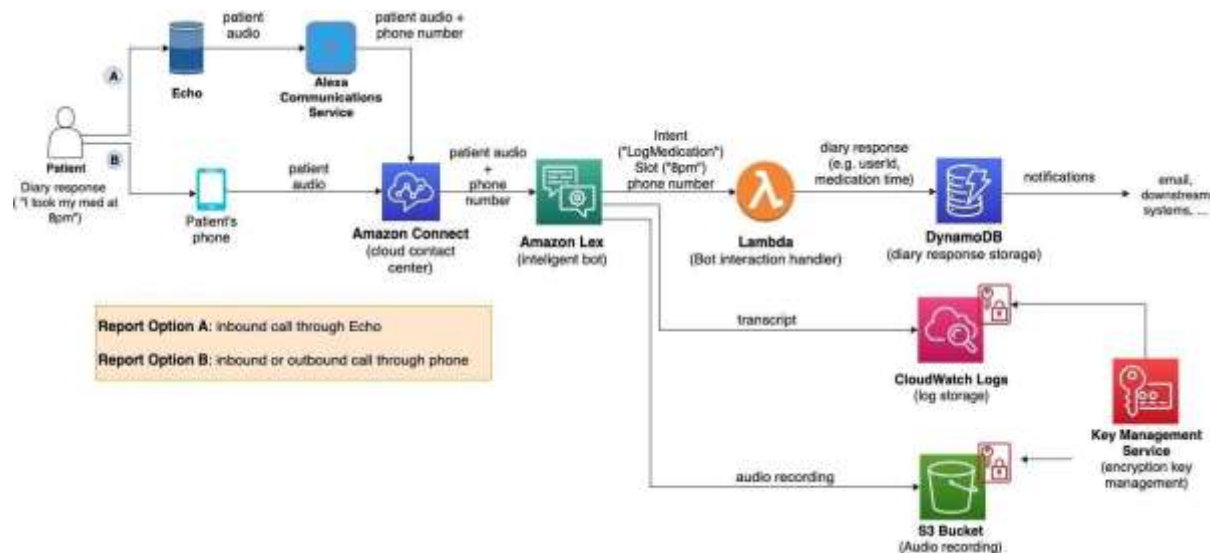 patient
audio
patient audio +
phone number
A
Echo
Alexa
Communications
Service
Patient
Diary response
( "I took my med at
8pm")
B
Patient's
phone
patient
audio
Amazon Connect
(cloud contact
center)
patient audio
+
phone
number
Amazon Lex
(inteligent bot)
Intent
("LogMedication")
Slot ("8pm")
phone number
Lambda
(Bot interaction handler)
diary response
(e.g. userId,
medication time)
DynamoDB
(diary response storage)
notifications
email,
downstream
systems, ...
Report Option A: inbound call through Echo
Report Option B: inbound or outbound call through phone
transcript
CloudWatch Logs
(log storage)
Key Management
Service
(encryption key
management)
audio recording
S3 Bucket
(Audio recording)